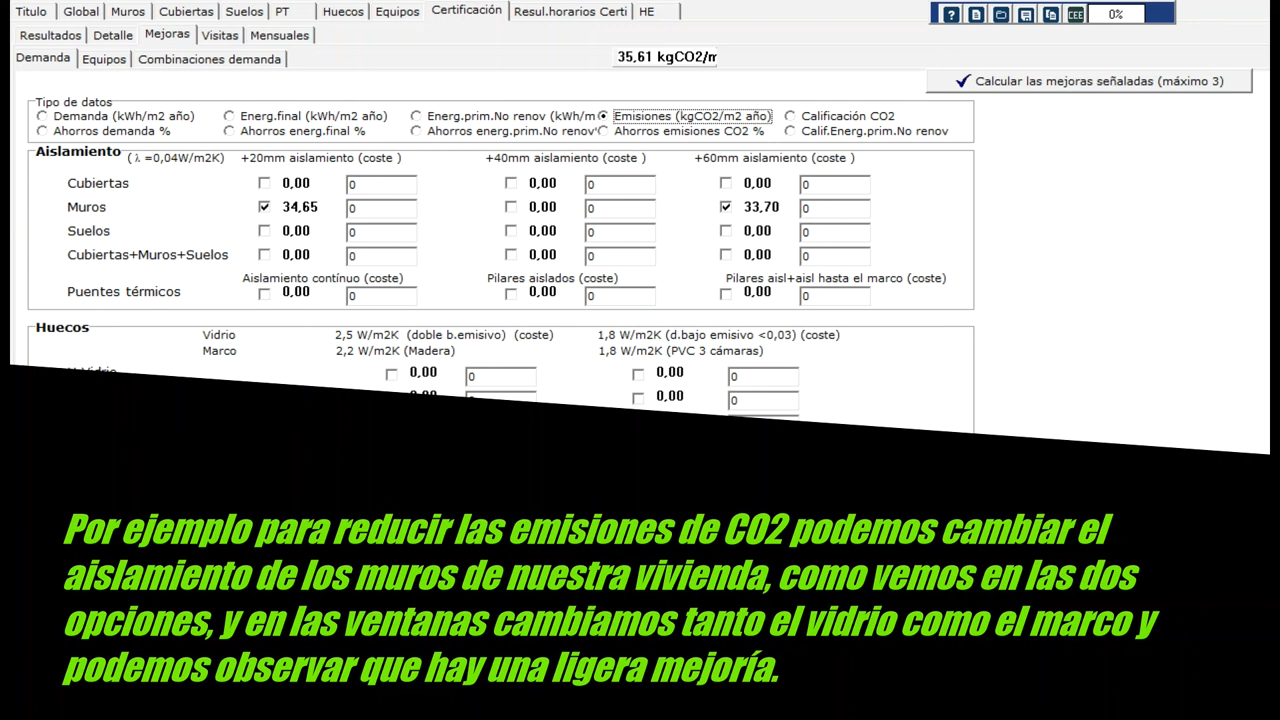 Titulo Global Muros Cubiertas Suelos PT Huecos Equipos Certificación Resul.horarios Certi HE ? CEE 0%
Resultados Detalle Mejoras Visitas Mensuales
Demanda Equipos Combinaciones demanda 35,61 kgCO2/m
Calcular las mejoras señaladas (máximo 3)
Tipo de datos
Demanda (kWh/m2 año) Energ.final (kWh/m2 año) Energ.prim.No renov (kWh/m Emisiones (kgCO2/m2 año) Calificación CO2
Ahorros demanda % Ahorros energ.final % Ahorros energ.prim.No renov Ahorros emisiones CO2 % Calif.Energ.prim.No renov
Aislamiento (λ =0,04W/m2K) +20mm aislamiento (coste ) +40mm aislamiento (coste ) +60mm aislamiento (coste )
Cubiertas 0,00 0 0,00 0 0,00 0
Muros 34,65 0 0,00 0 33,70 0
Suelos 0,00 0 0,00 0 0,00 0
Cubiertas+Muros+Suelos 0,00 0 0,00 0 0,00 0
Aislamiento contínuo (coste) Pilares aislados (coste) Pilares aisl+aisl hasta el marco (coste)
Puentes térmicos 0,00 0 0,00 0 0,00 0
Huecos Vidrio 2,5 W/m2K (doble b.emisivo) (coste) 1,8 W/m2K (d.bajo emisivo <0,03) (coste)
Marco 2,2 W/m2K (Madera) 1,8 W/m2K (PVC 3 cámaras)
0,00 0 0,00 0
0,00 0
Por ejemplo para reducir las emisiones de CO2 podemos cambiar el
aislamiento de los muros de nuestra vivienda, como vemos en las dos
opciones, y en las ventanas cambiamos tanto el vidrio como el marco y
podemos observar que hay una ligera mejoría.